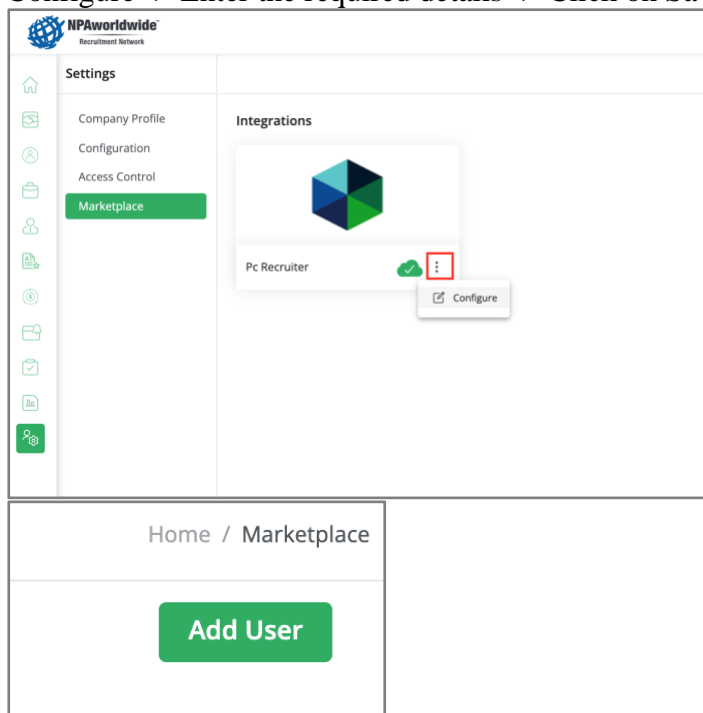 NPAworldwide
Recruitment Network
Settings
Company Profile
Configuration
Access Control
Marketplace
Integrations
Pc Recruiter
Configure
Home / Marketplace
Add User